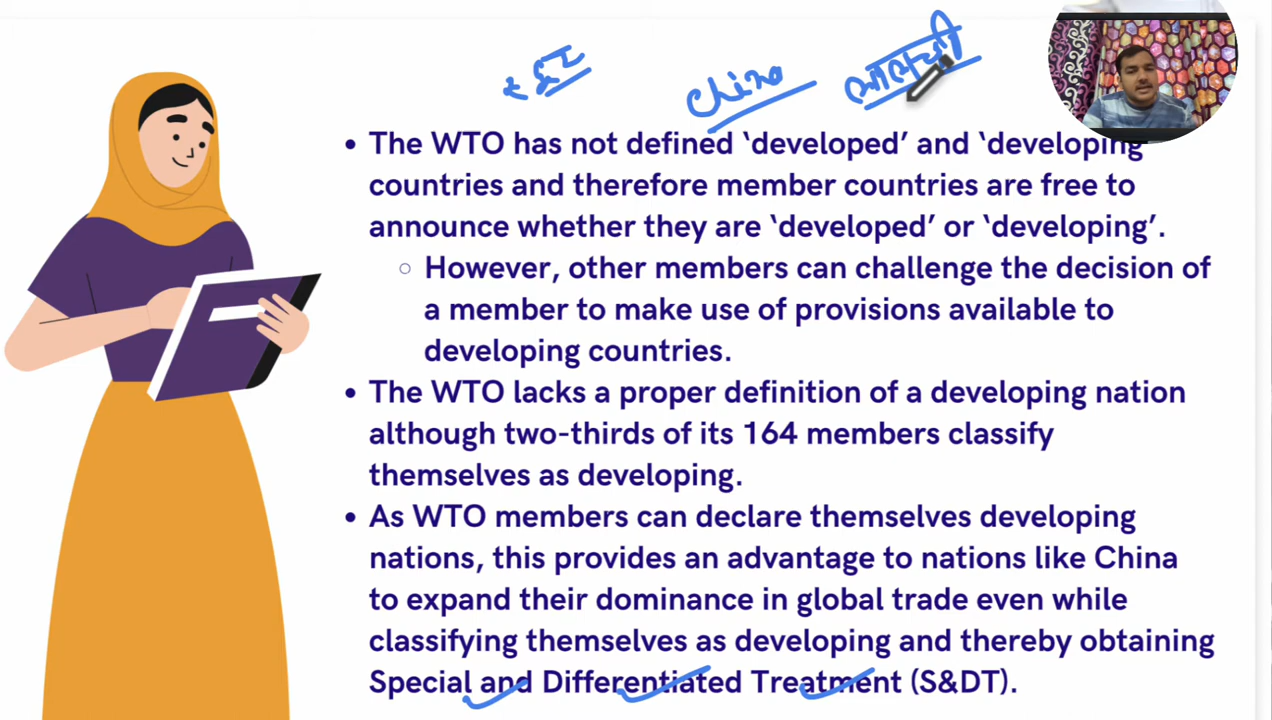 China
• The WTO has not defined ‘developed’ and ‘developing
countries and therefore member countries are free to
announce whether they are ‘developed’ or ‘developing’.
○ However, other members can challenge the decision of
a member to make use of provisions available to
developing countries.
• The WTO lacks a proper definition of a developing nation
although two-thirds of its 164 members classify
themselves as developing.
• As WTO members can declare themselves developing
nations, this provides an advantage to nations like China
to expand their dominance in global trade even while
classifying themselves as developing and thereby obtaining
Special and Differentiated Treatment (S&DT).